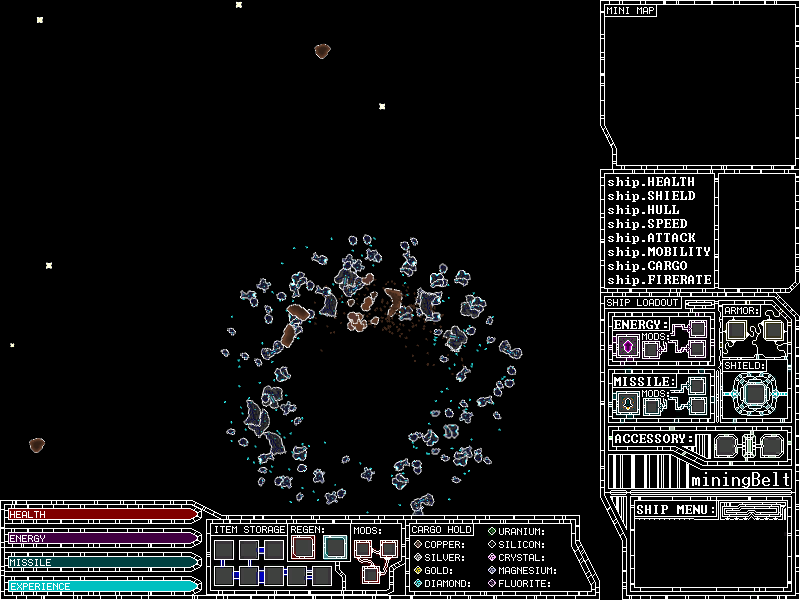 MINI MAP
ship.HEALTH
ship.SHIELD
ship.HULL
ship.SPEED
ship.ATTACK
ship.MOBILITY
ship.CARGO
ship.FIRERATE
SHIP LOADOUT
ARMOR:
ENERGY:
MODS:
SHIELD:
MISSILE:
MODS:
ACCESSORY:
miningBelt
SHIP MENU:
HEALTH
ENERGY
MISSILE
EXPERIENCE
ITEM STORAGE
REGEN:
MODS:
CARGO HOLD
COPPER:
SILVER:
GOLD:
DIAMOND:
URANIUM:
SILICON:
CRYSTAL:
MAGNESIUM:
FLUORITE: